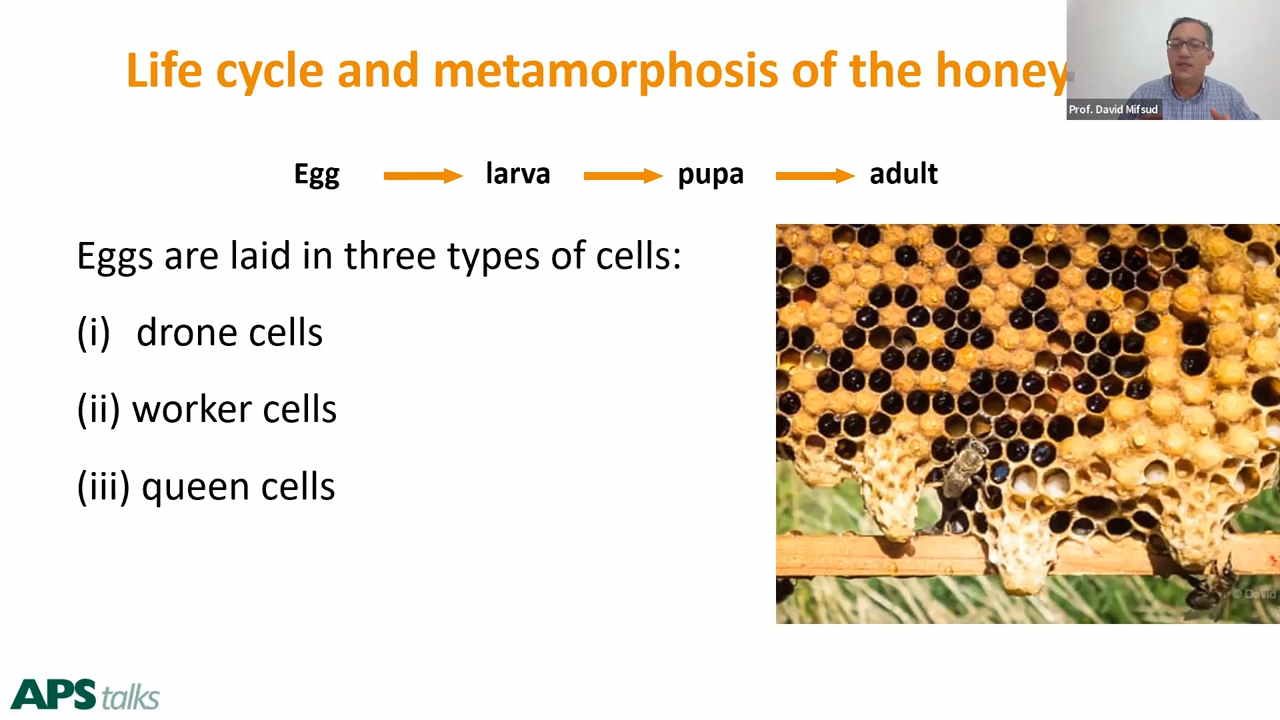 Life cycle and metamorphosis of the honey
Prof. David Mifsud
Egg larva pupa adult
Eggs are laid in three types of cells:
(i) drone cells
(ii) worker cells
(iii) queen cells
© David
APS talks